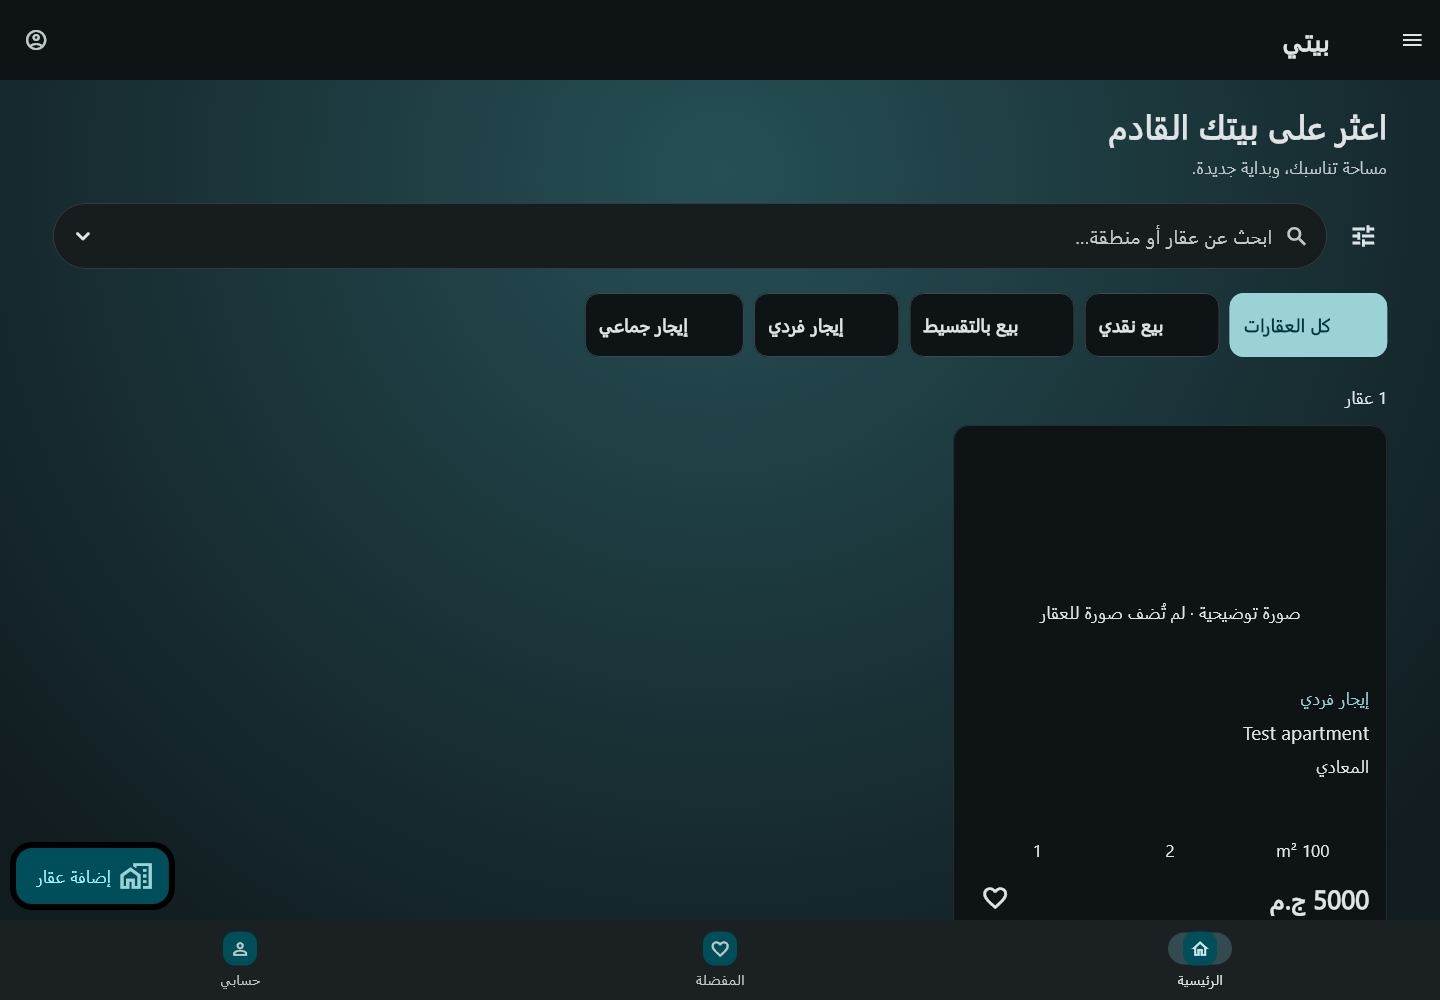 بيتي
اعثر على بيتك القادم
مساحة تناسبك، وبداية جديدة.
ابحث عن عقار أو منطقة...
كل العقارات
بيع نقدي
بيع بالتقسيط
إيجار فردي
إيجار جماعي
1 عقار
صورة توضيحية · لم تُضف صورة للعقار
إيجار فردي
Test apartment
المعادي
100 m²
2
1
5000 ج.م
إضافة عقار
الرئيسية
المفضلة
حسابي